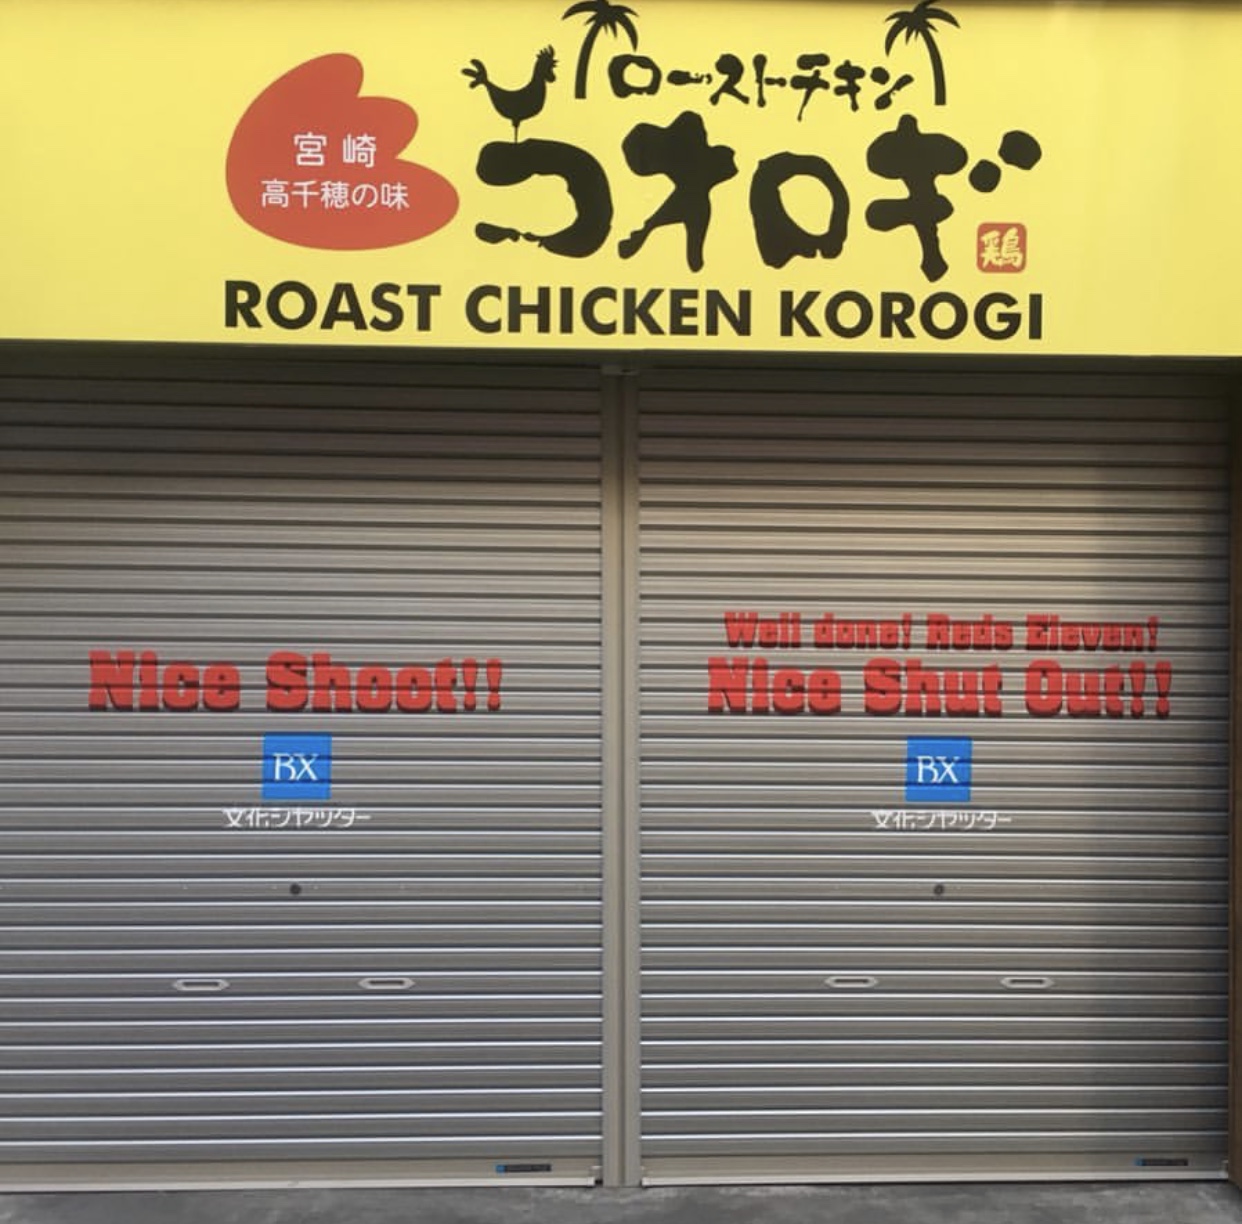 ローストチキン
コオロギ
宮崎
高千穂の味
鶏
ROAST CHICKEN KOROGI
Nice Shoot!!
BX
文化シヤッター
Well done! Reds Eleven!
Nice Shut Out!!
BX
文化シヤッター